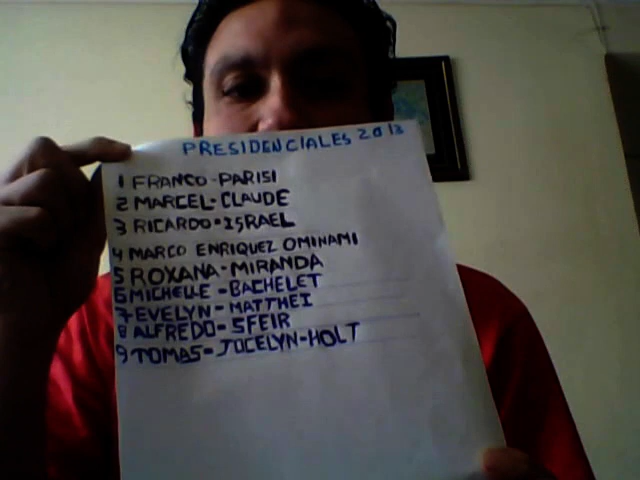 PRESIDENCIALES 2013
1 FRANCO-PARISI
2 MARCEL-CLAUDE
3 RICARDO-ISRAEL
4 MARCO ENRIQUEZ OMINAMI
5 ROXANA-MIRANDA
6 MICHELLE-BACHELET
7 EVELYN-MATTHEI
8 ALFREDO-SFEIR
9 TOMAS-JOCELYN-HOLT